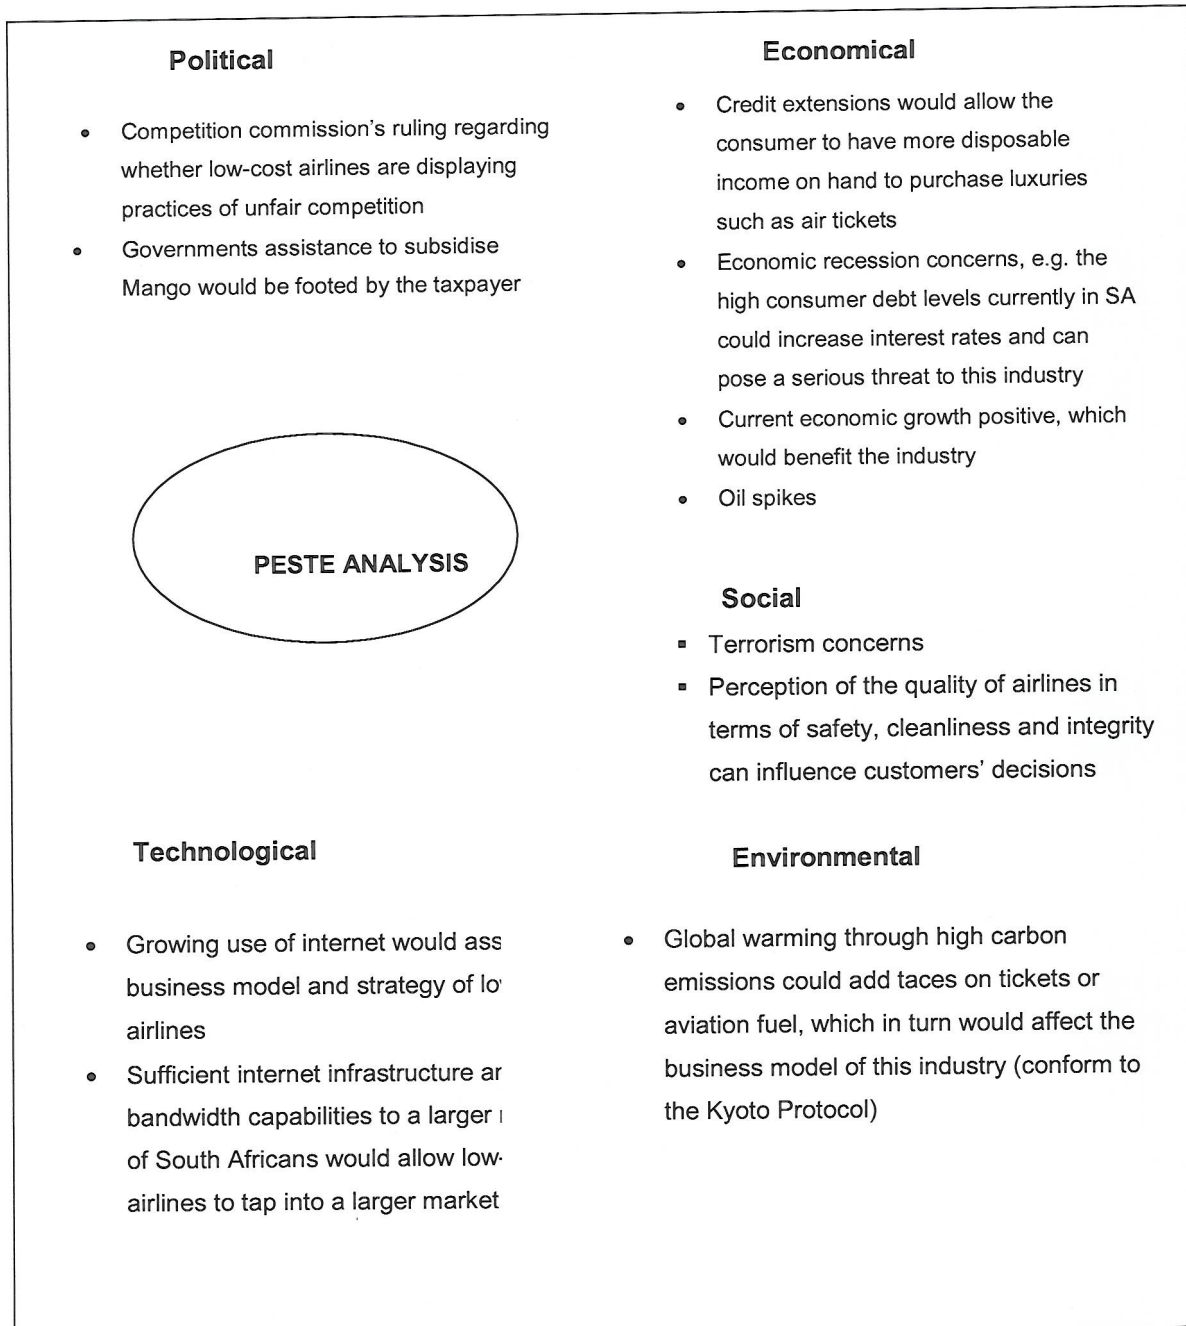 Political
• Competition commission's ruling regarding
whether low-cost airlines are displaying
practices of unfair competition
• Governments assistance to subsidise
Mango would be footed by the taxpayer
Economical
• Credit extensions would allow the
consumer to have more disposable
income on hand to purchase luxuries
such as air tickets
• Economic recession concerns, e.g. the
high consumer debt levels currently in SA
could increase interest rates and can
pose a serious threat to this industry
• Current economic growth positive, which
would benefit the industry
• Oil spikes
PESTE ANALYSIS
Social
▪ Terrorism concerns
▪ Perception of the quality of airlines in
terms of safety, cleanliness and integrity
can influence customers' decisions
Technological
• Growing use of internet would
business model and strategy of
airlines
• Sufficient internet infrastructure
bandwidth capabilities to a larger
of South Africans would allow low-
airlines to tap into a larger market
Environmental
• Global warming through high carbon
emissions could add taces on tickets or
aviation fuel, which in turn would affect the
business model of this industry (conform to
the Kyoto Protocol)